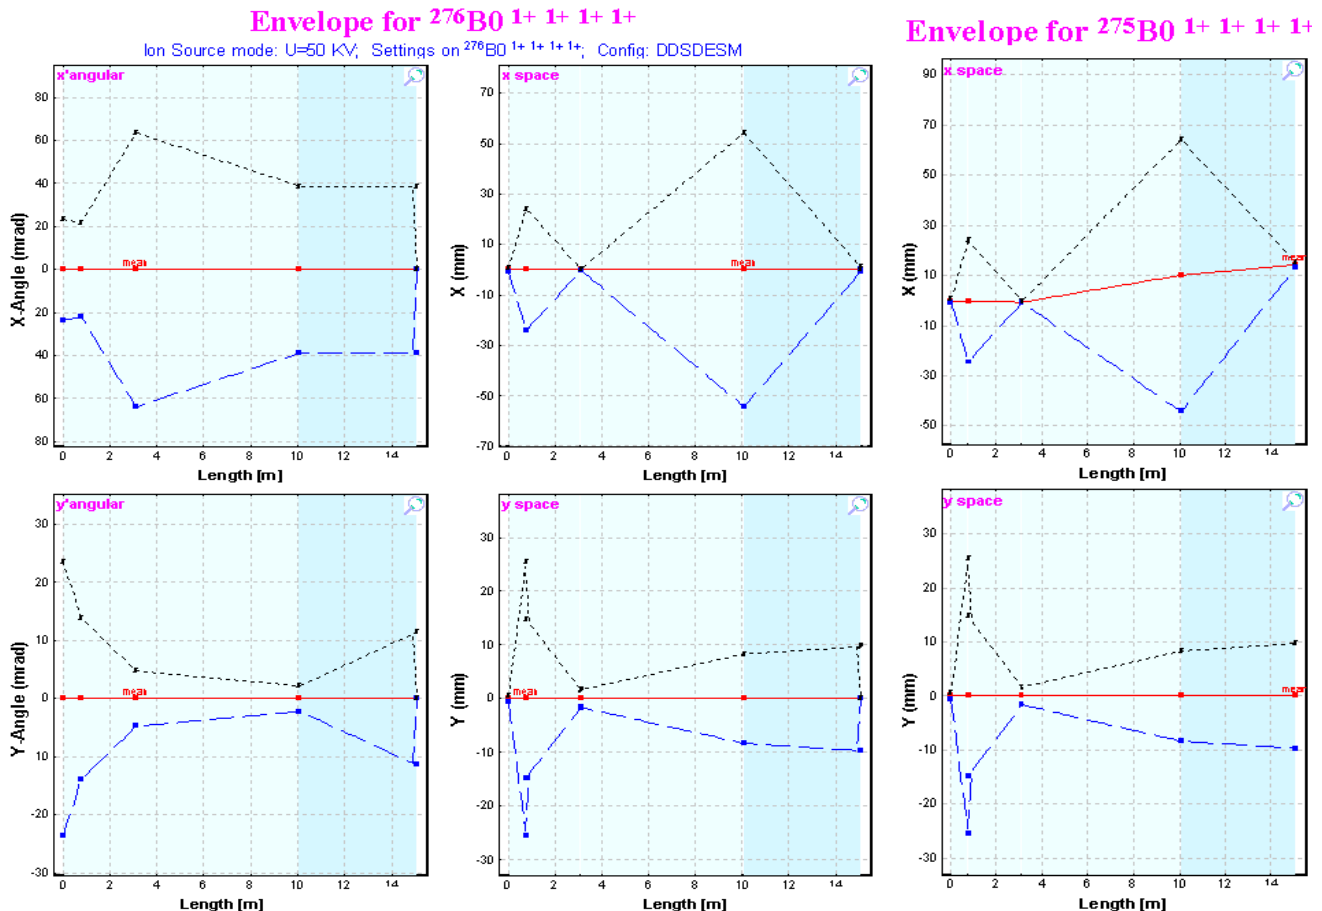 Envelope for 276B0 1+ 1+ 1+ 1+
Envelope for 275B0 1+ 1+ 1+ 1+
Ion Source mode: U=50 KV; Settings on 276B0 1+ 1+ 1+ 1+; Config: DDSDESM
x'angular
80
60
40
20
0
20
40
60
80
X-Angle (mrad)
mean
0 2 4 6 8 10 12 14
Length [m]
x space
70
50
30
10
-10
-30
-50
-70
X (mm)
mean
0 2 4 6 8 10 12 14
Length [m]
x space
90
70
50
30
10
-10
-30
-50
X (mm)
mean
0 2 4 6 8 10 12 14
Length [m]
y'angular
30
20
10
0
10
-20
-30
Y-Angle (mrad)
mean
0 2 4 6 8 10 12 14
Length [m]
y space
30
20
10
0
-10
-20
-30
Y (mm)
mean
0 2 4 6 8 10 12 14
Length [m]
y space
30
20
10
0
-10
-20
-30
Y (mm)
mean
0 2 4 6 8 10 12 14
Length [m]